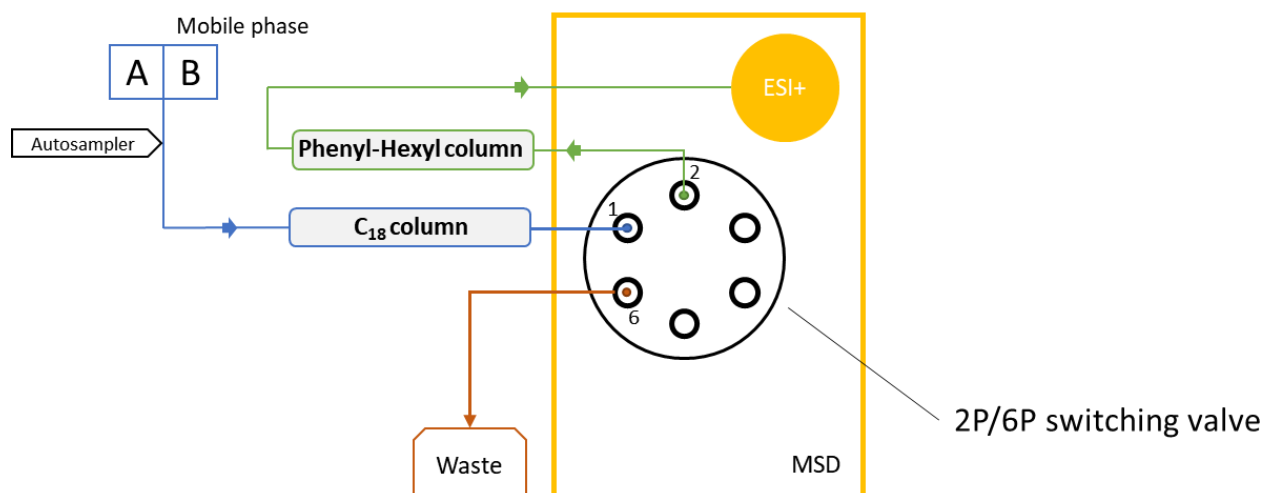 Mobile phase
A B
ESI+
Autosampler
Phenyl-Hexyl column
2
1
C₁₈ column
6
2P/6P switching valve
Waste
MSD